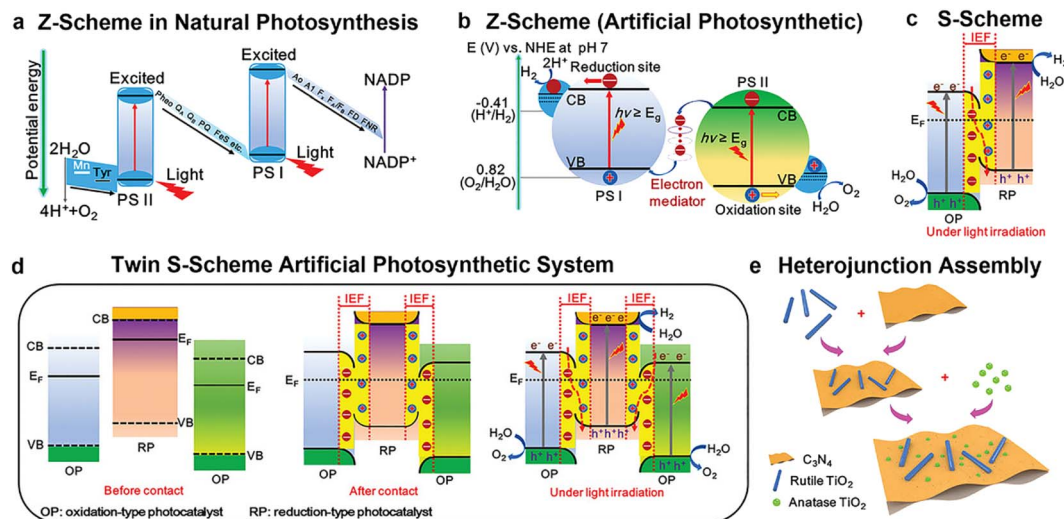 a Z-Scheme in Natural Photosynthesis
Potential energy
Excited
Excited
Pheo Qₐ Qᵦ PQ FeS etc.
A₀ A1 Fₓ Fₐ/Fᵦ FD FNR
NADP
NADP⁺
2H₂O
Mn
Tyr
4H⁺+O₂
PS II
Light
PS I
Light
b Z-Scheme (Artificial Photosynthetic)
E (V) vs. NHE at pH 7
H₂
2H⁺
Reduction site
CB
-0.41
(H⁺/H₂)
hν ≥ Eg
0.82
(O₂/H₂O)
VB
PS I
Electron
mediator
PS II
CB
hν ≥ Eg
VB
O₂
H₂O
Oxidation site
c S-Scheme
IEF
H₂
H₂O
e⁻ e⁻
e⁻ e⁻
EF
H₂O
O₂
h⁺ h⁺
h⁺ h⁺
RP
OP
Under light irradiation
d Twin S-Scheme Artificial Photosynthetic System
CB
EF
VB
OP
CB
EF
VB
RP
CB
EF
VB
OP
Before contact
IEF
IEF
EF
OP
RP
OP
After contact
IEF
IEF
H₂
H₂O
e⁻ e⁻
e⁻ e⁻ e⁻
e⁻ e⁻
EF
H₂O
O₂
h⁺ h⁺
h⁺h⁺h⁺
h⁺ h⁺
H₂O
O₂
OP
RP
OP
Under light irradiation
OP: oxidation-type photocatalyst RP: reduction-type photocatalyst
e Heterojunction Assembly
+
+
C₃N₄
Rutile TiO₂
Anatase TiO₂